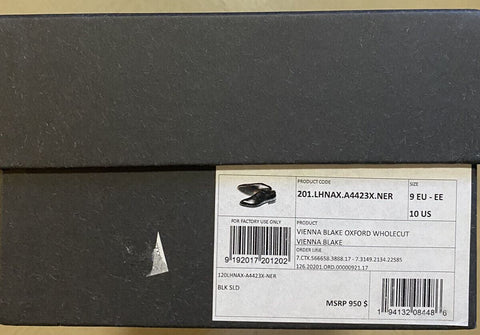 PRODUCT CODE
201.LHNAX.A4423X.NER
SIZE
9 EU - EE
10 US
FOR FACTORY USE ONLY
9 192017 201202
PRODUCT
VIENNA BLAKE OXFORD WHOLECUT
VIENNA BLAKE
ORDER LINE
7.CTX.566658.3868.17 - 7.3149.2134.22585
126.20201.ORD.00000921.17
120LHNAX-A4423X-NER
BLK SLD
MSRP 950 $
1 94132 08448 6